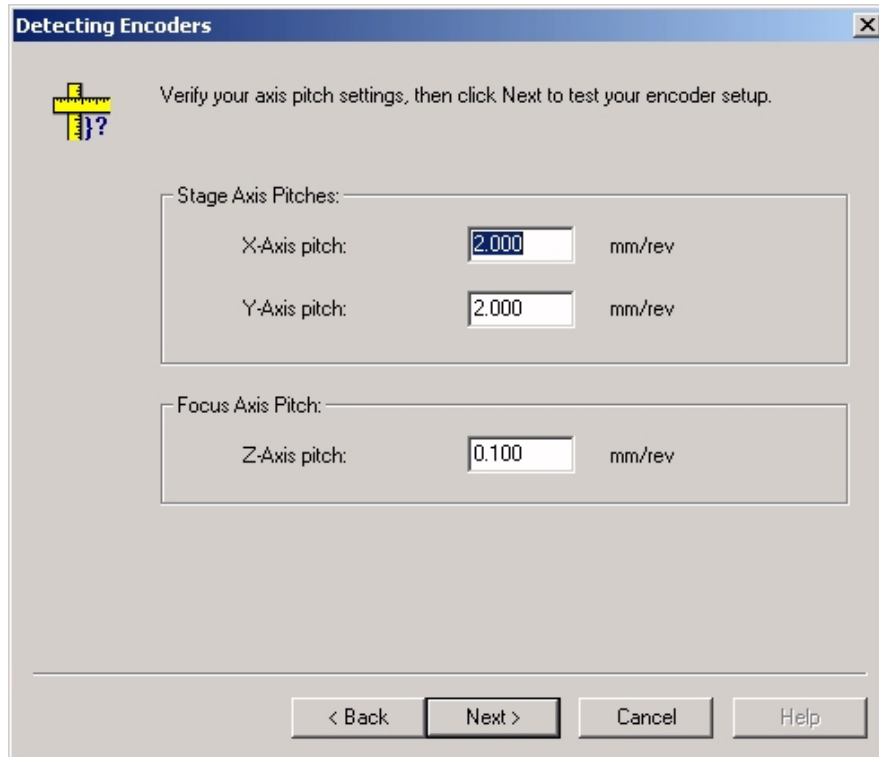 Detecting Encoders
Verify your axis pitch settings, then click Next to test your encoder setup.
Stage Axis Pitches:
X-Axis pitch: 2.000 mm/rev
Y-Axis pitch: 2.000 mm/rev
Focus Axis Pitch:
Z-Axis pitch: 0.100 mm/rev
< Back Next > Cancel Help